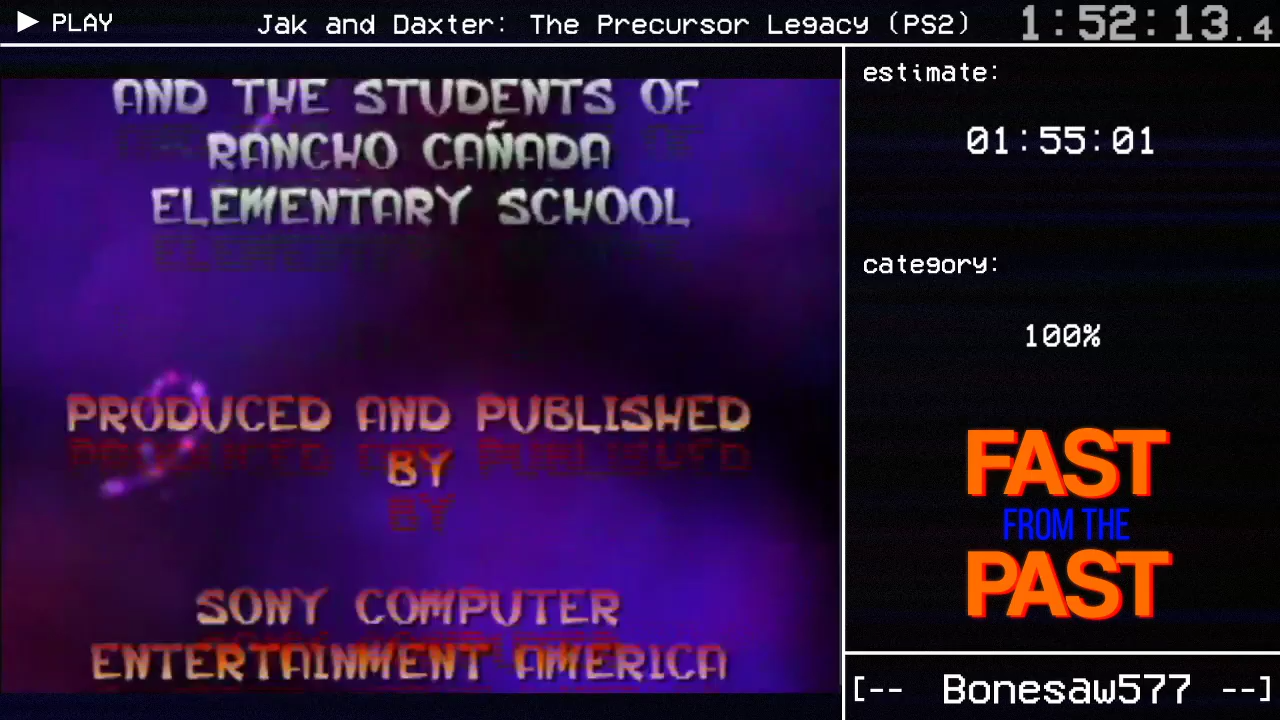 ▶ PLAY
Jak and Daxter: The Precursor Legacy (PS2)
1:52:13.4
AND THE STUDENTS OF
RANCHO CAÑADA
ELEMENTARY SCHOOL
PRODUCED AND PUBLISHED
BY
SONY COMPUTER
ENTERTAINMENT AMERICA
estimate:
01:55:01
category:
100%
FAST
FROM THE
PAST
[-- Bonesaw577 --]